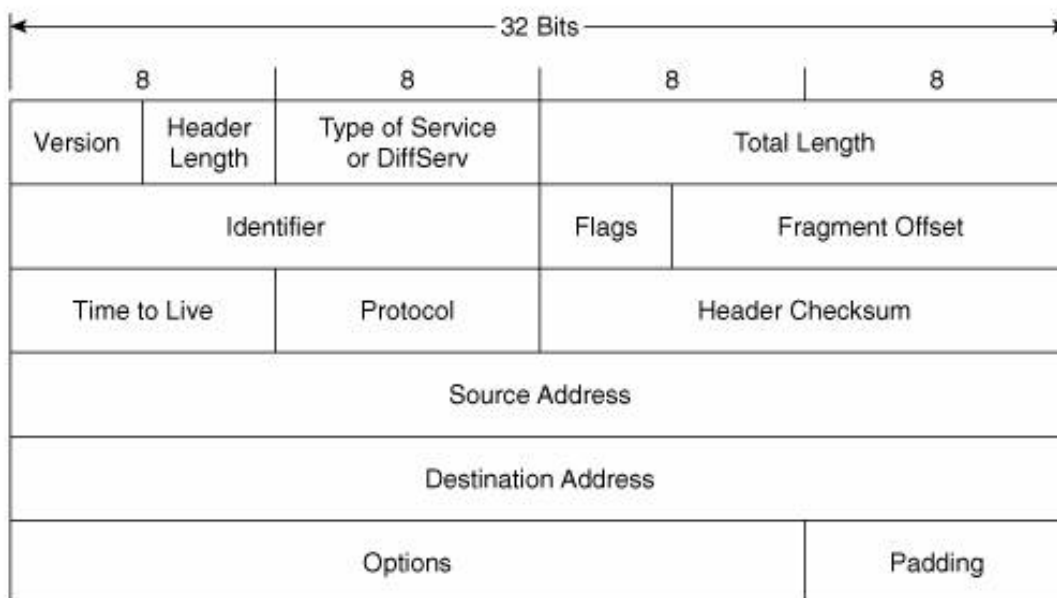 32 Bits
8 8 8 8
Version Header Length Type of Service or DiffServ Total Length
Identifier Flags Fragment Offset
Time to Live Protocol Header Checksum
Source Address
Destination Address
Options Padding